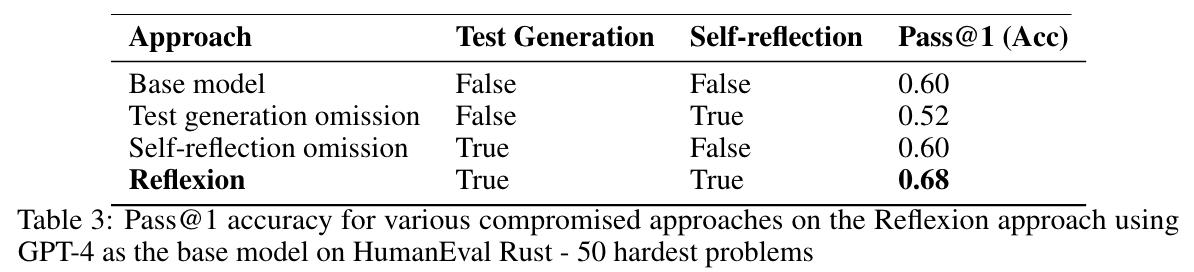 Approach Test Generation Self-reflection Pass@1 (Acc)
Base model False False 0.60
Test generation omission False True 0.52
Self-reflection omission True False 0.60
Reflexion True True 0.68
Table 3: Pass@1 accuracy for various compromised approaches on the Reflexion approach using
GPT-4 as the base model on HumanEval Rust - 50 hardest problems